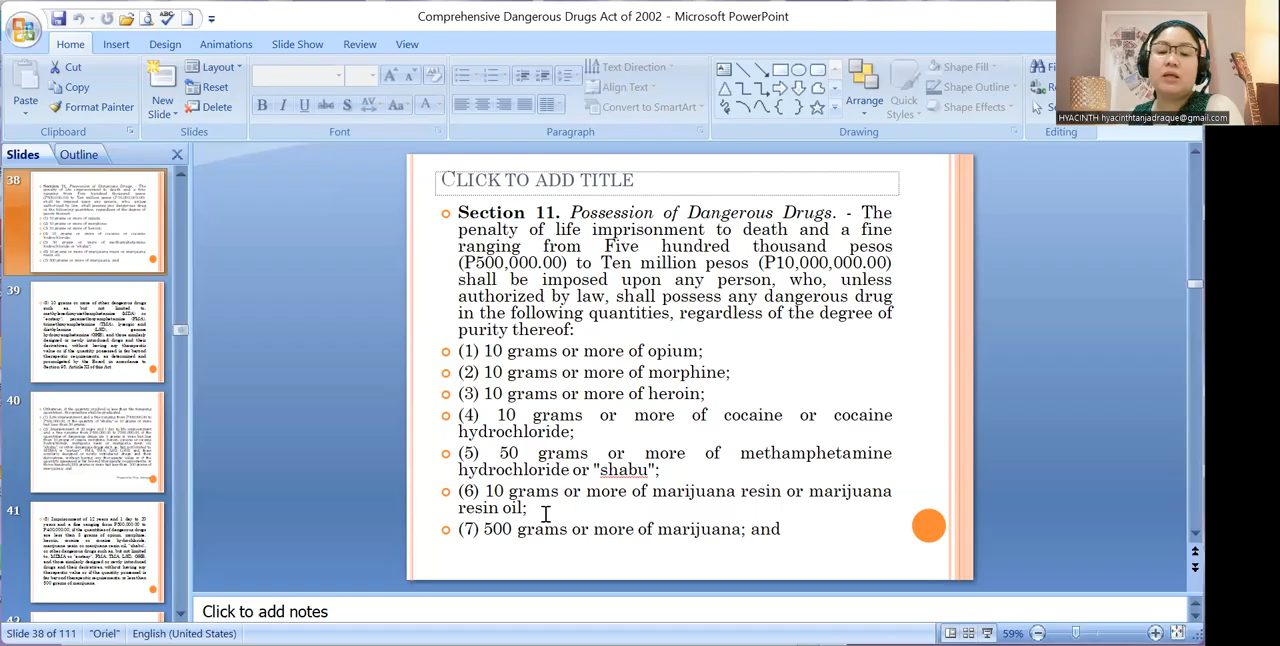 Comprehensive Dangerous Drugs Act of 2002 - Microsoft PowerPoint
Home Insert Design Animations Slide Show Review View
Cut
Copy
Format Painter
Paste
Clipboard
New
Slide
Layout
Reset
Delete
Slides
B I U abc S AV Aa A
Font
Text Direction
Align Text
Convert to SmartArt
Paragraph
Arrange
Quick
Styles
Shape Fill
Shape Outline
Shape Effects
Drawing
Editing
HYACINTH hyacinthtanjadraque@gmail.com
Slides Outline
38
39
40
41
CLICK TO ADD TITLE
Section 11. Possession of Dangerous Drugs. - The
penalty of life imprisonment to death and a fine
ranging from Five hundred thousand pesos
(P500,000.00) to Ten million pesos (P10,000,000.00)
shall be imposed upon any person, who, unless
authorized by law, shall possess any dangerous drug
in the following quantities, regardless of the degree of
purity thereof:
(1) 10 grams or more of opium;
(2) 10 grams or more of morphine;
(3) 10 grams or more of heroin;
(4) 10 grams or more of cocaine or cocaine
hydrochloride;
(5) 50 grams or more of methamphetamine
hydrochloride or "shabu";
(6) 10 grams or more of marijuana resin or marijuana
resin oil;
(7) 500 grams or more of marijuana; and
Click to add notes
Slide 38 of 111 "Oriel" English (United States) 59%